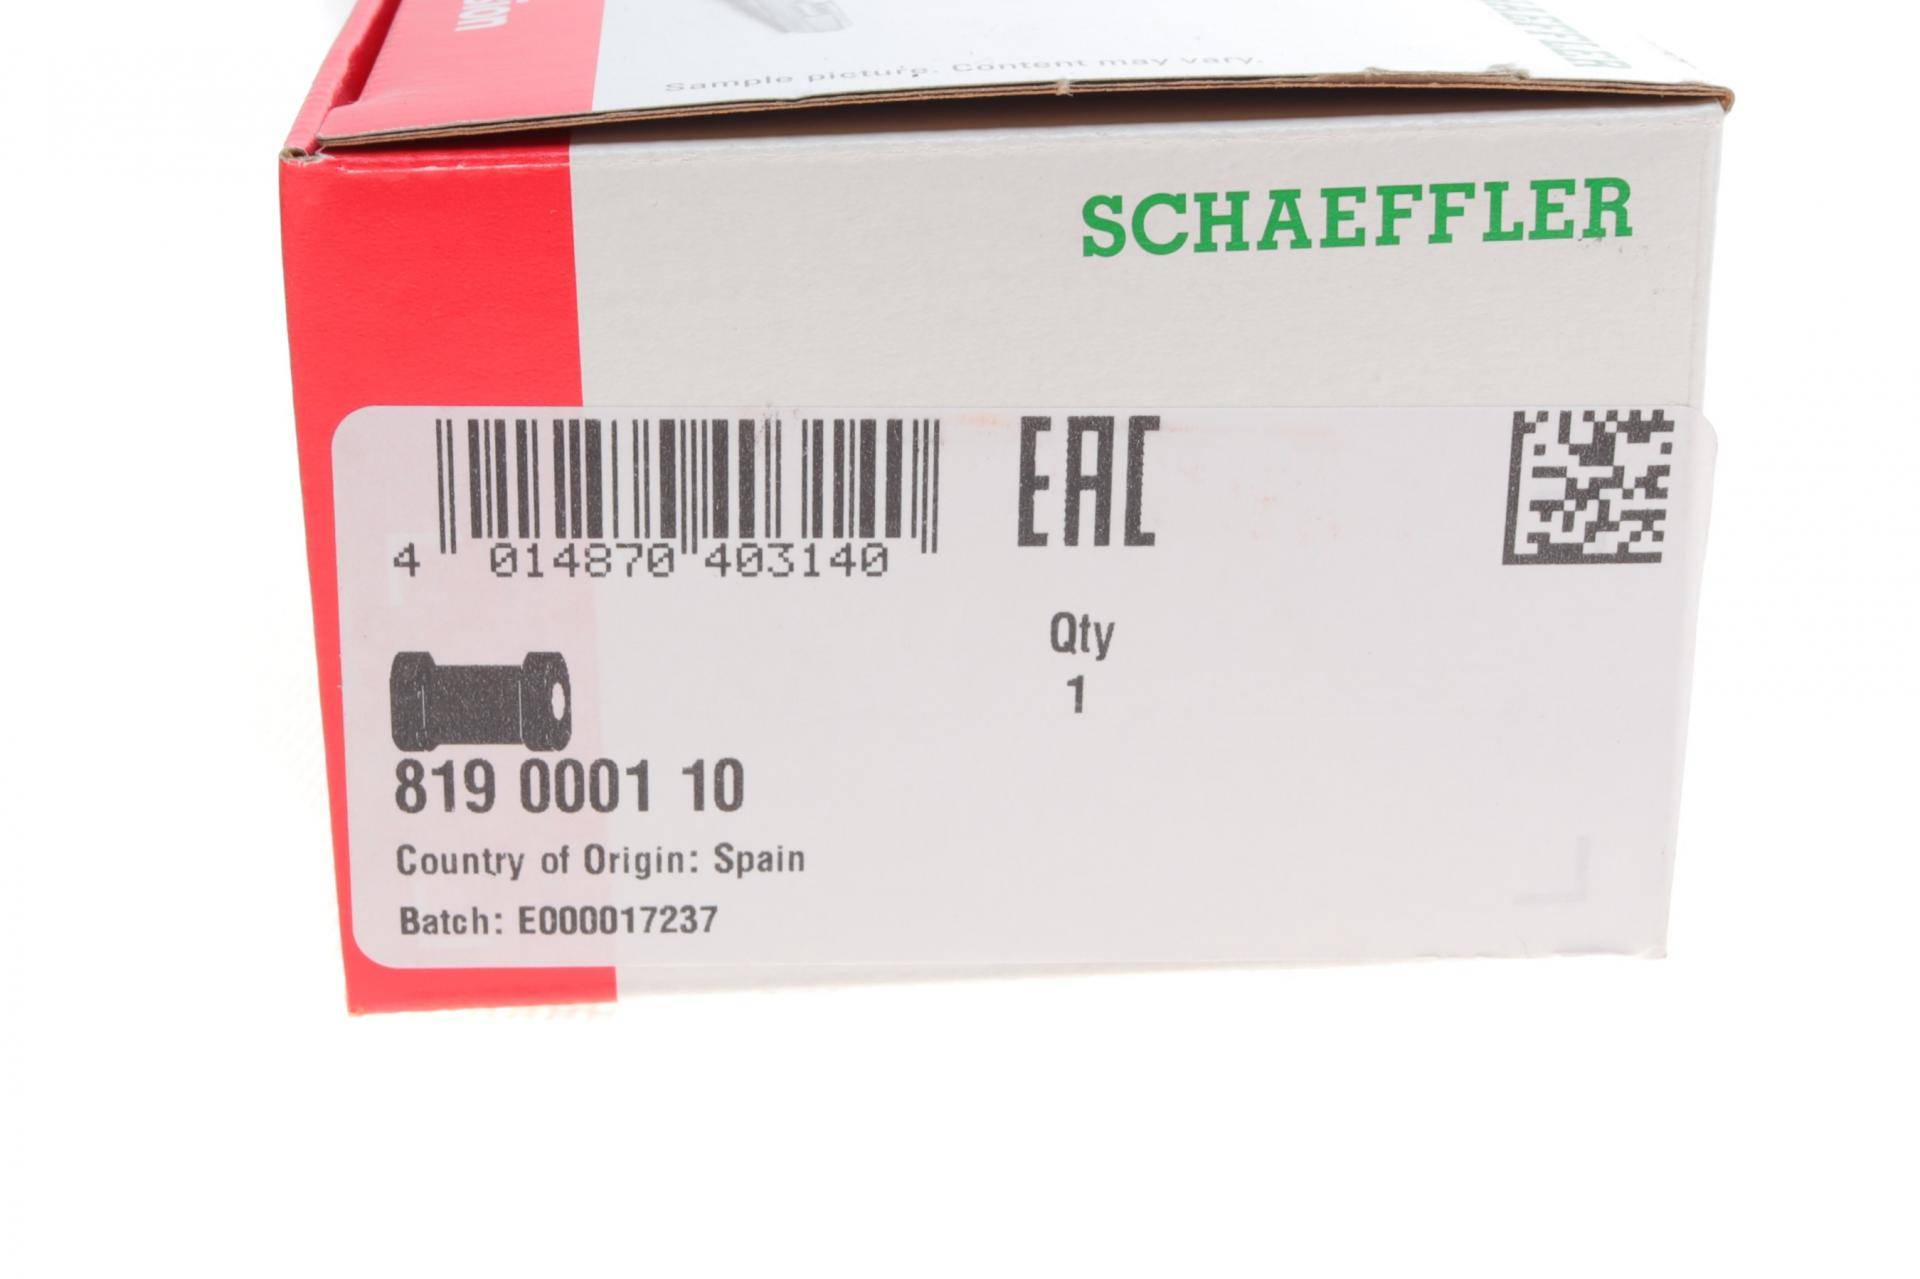 Sample picture. Content may vary.
SCHAEFFLER
SCHAEFFLER
EAC
4 014870 403140
Qty
1
819 0001 10
Country of Origin: Spain
Batch: E000017237